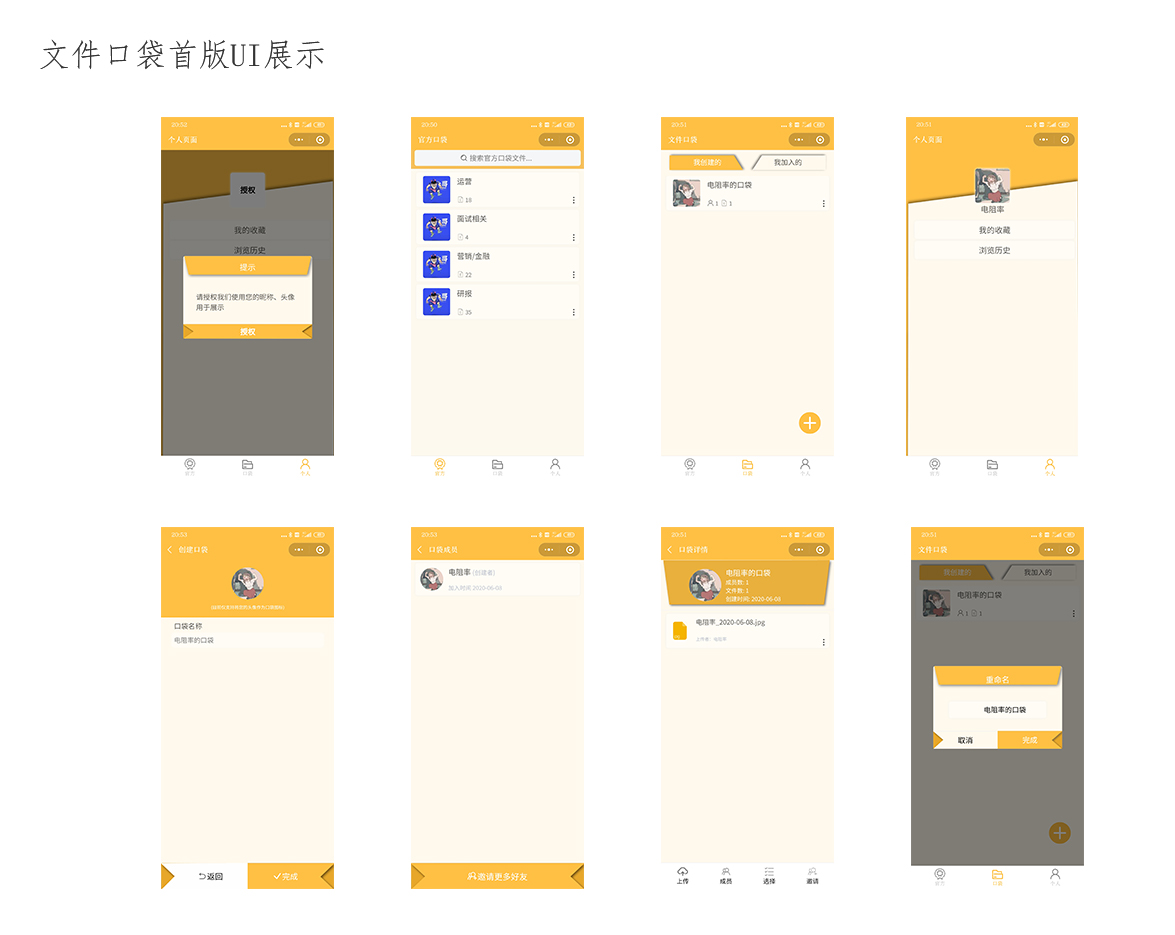 文件口袋首版UI展示
20:52
个人页面
授权
我的收藏
浏览历史
提示
请授权我们使用您的昵称、头像
用于展示
授权
官方
口袋
个人
20:50
官方口袋
搜索官方口袋文件...
运营
18
面试相关
4
营销/金融
22
研报
35
官方
口袋
个人
20:51
文件口袋
我创建的
我加入的
电阻率的口袋
1 1
官方
口袋
个人
20:51
个人页面
电阻率
我的收藏
浏览历史
官方
口袋
个人
20:53
创建口袋
口袋名称
电阻率的口袋
返回
完成
20:53
口袋成员
电阻率 (创建者)
加入时间 2020-06-08
邀请更多好友
20:51
口袋详情
电阻率的口袋
成员数: 1
文件数: 1
创建时间: 2020-06-08
电阻率_2020-06-08.jpg
上传者: 电阻率
上传
成员
选择
邀请
20:51
文件口袋
我创建的
我加入的
电阻率的口袋
1 1
重命名
电阻率的口袋
取消
完成
官方
口袋
个人